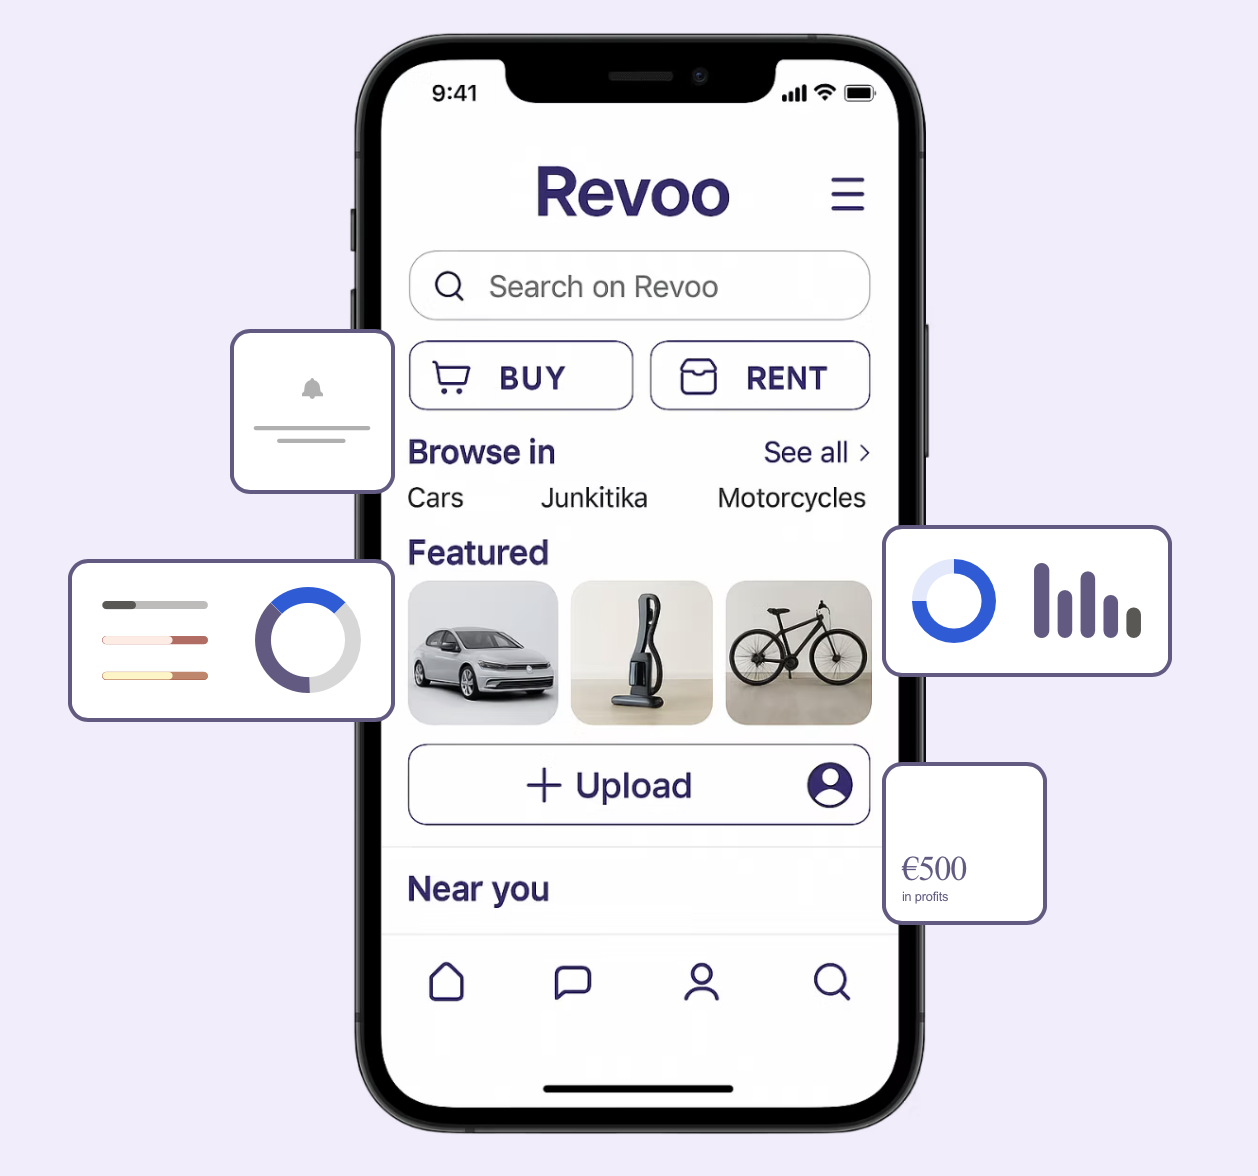 9:41
Revoo
Search on Revoo
BUY RENT
Browse in See all >
Cars Junkitika Motorcycles
Featured
+ Upload
€500
in profits
Near you